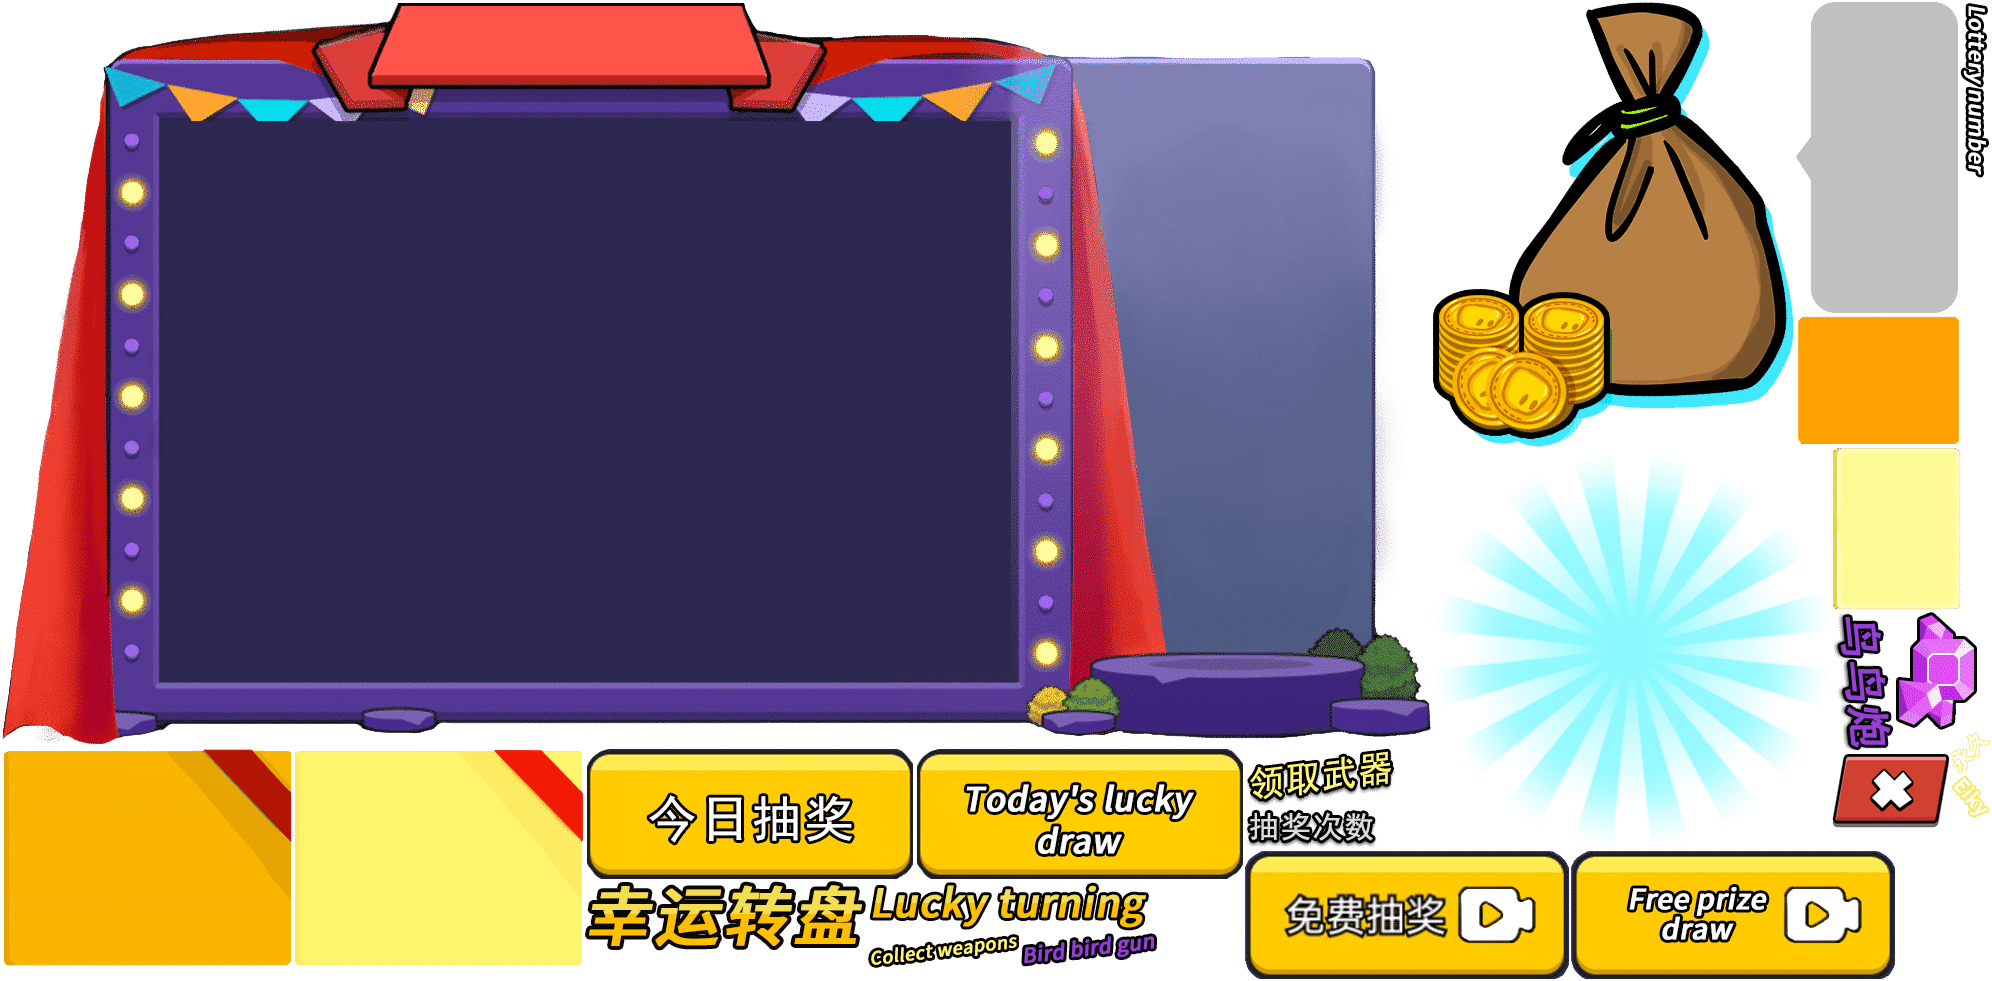 Lottery number
鸟鸟炮
今日抽奖
Today's lucky
draw
领取武器
抽奖次数
幸运转盘
Lucky turning
Collect weapons
Bird bird gun
免费抽奖
Free prize
draw